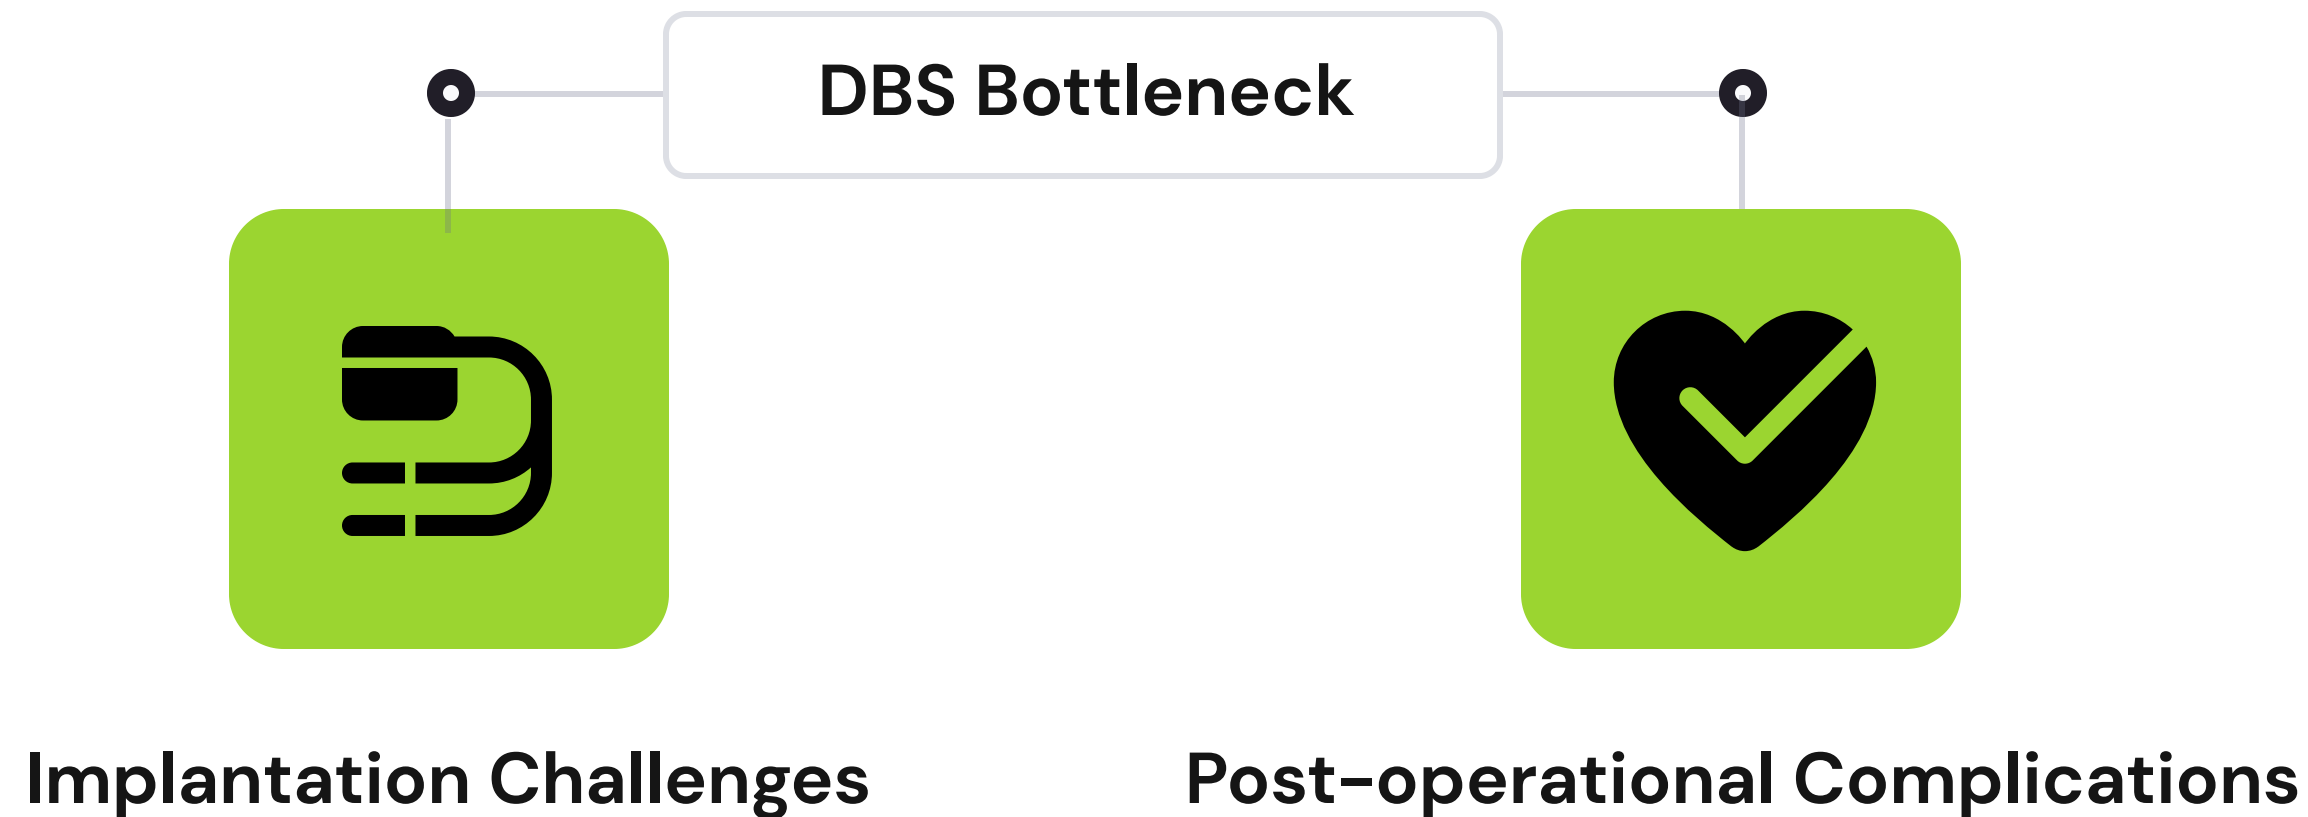 DBS Bottleneck
Implantation Challenges
Post-operational Complications